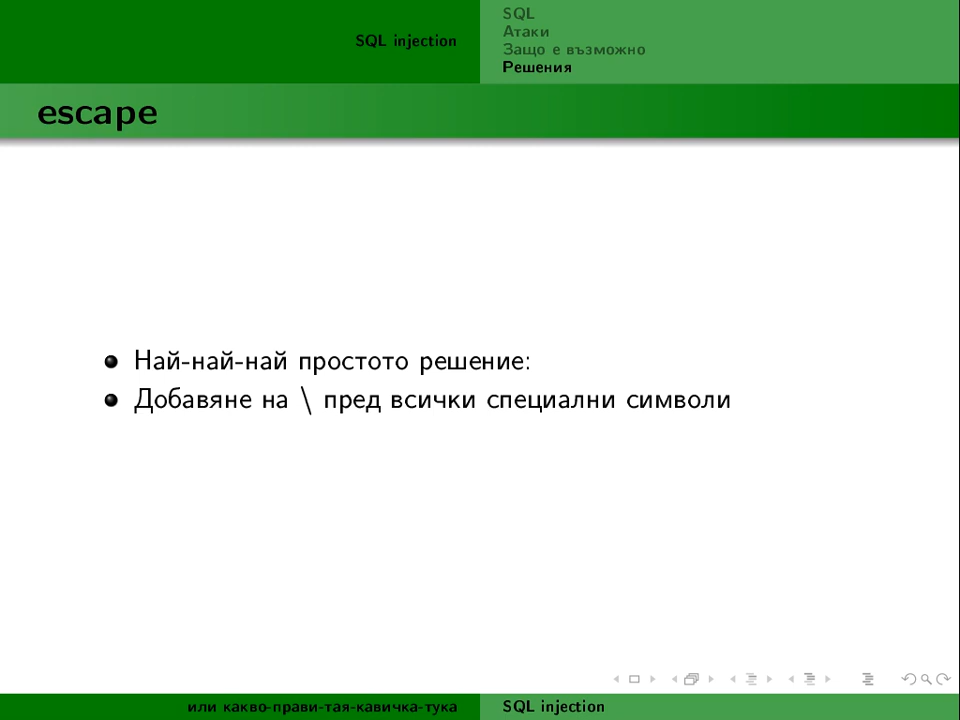 SQL injection
SQL
Атаки
Защо е възможно
Решения
escape
Най-най-най простото решение:
Добавяне на \ пред всички специални символи
или какво-прави-тая-кавичка-тука
SQL injection